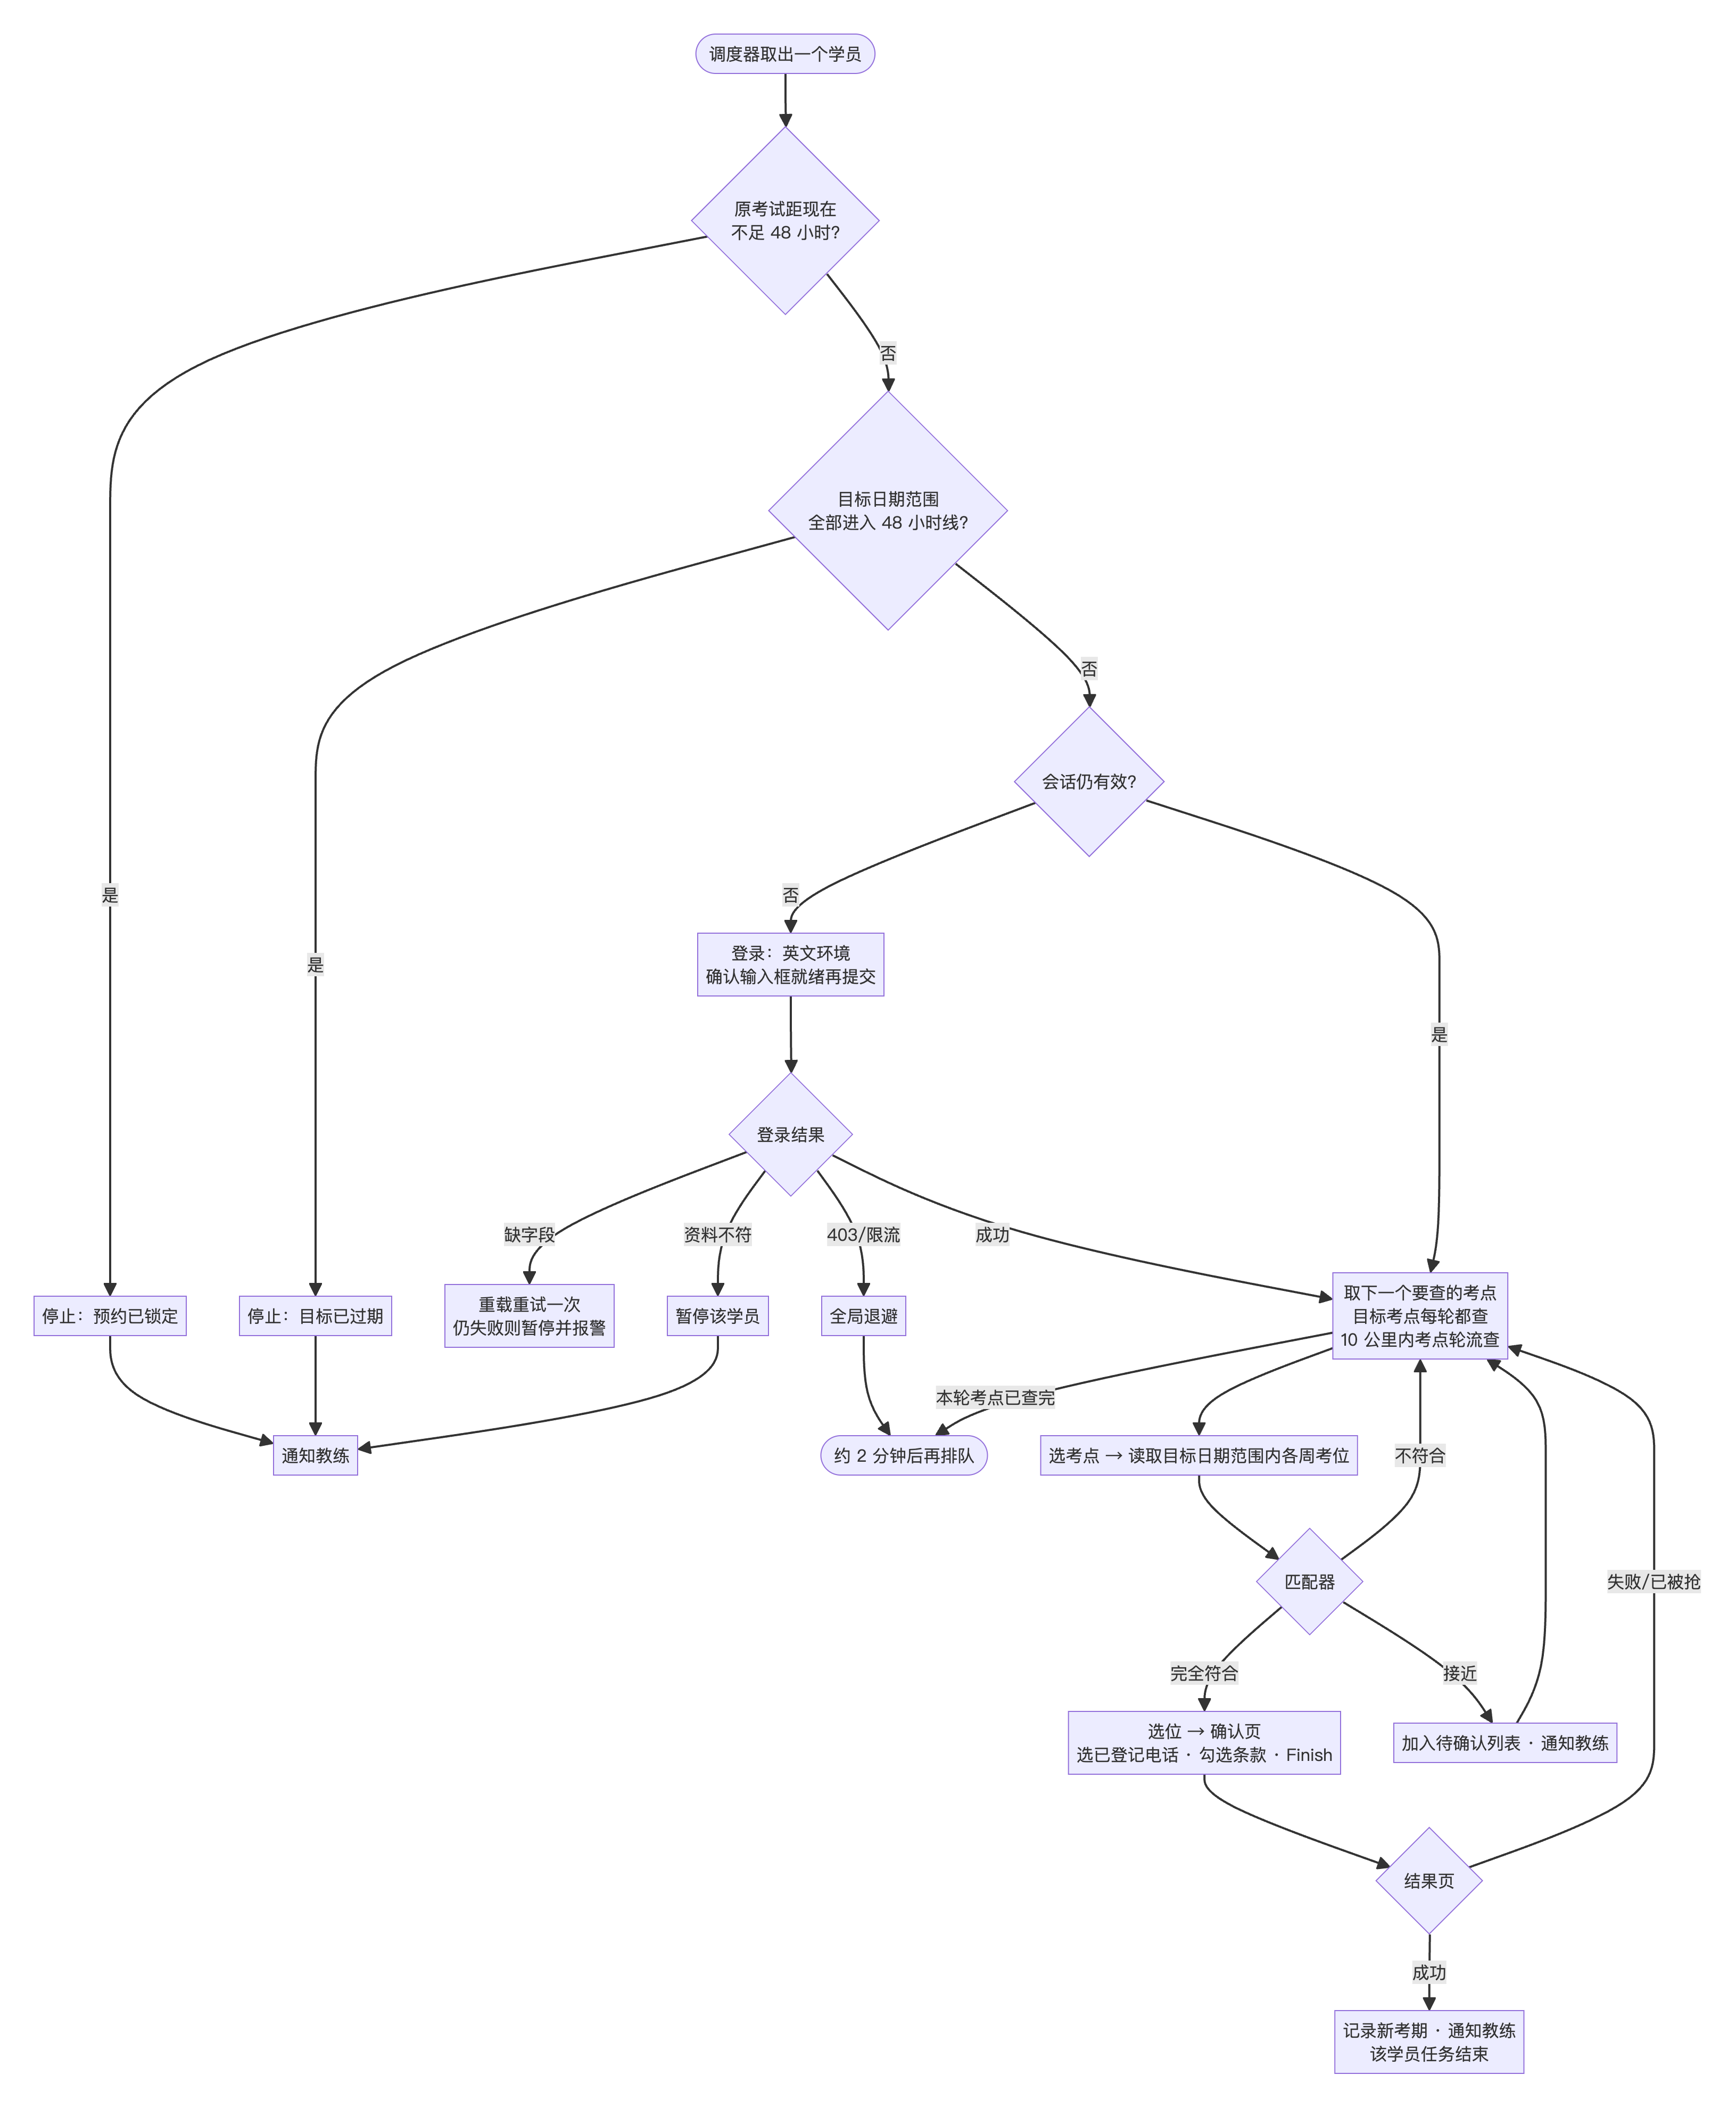 调度器取出一个学员
原考试距现在
不足 48 小时?
否
目标日期范围
全部进入 48 小时线?
否
会话仍有效?
是
否
登录：英文环境
确认输入框就绪再提交
是
是
登录结果
缺字段
资料不符
403/限流
成功
停止：预约已锁定
停止：目标已过期
重载重试一次
仍失败则暂停并报警
暂停该学员
全局退避
取下一个要查的考点
目标考点每轮都查
10 公里内考点轮流查
本轮考点已查完
通知教练
约 2 分钟后再排队
选考点 → 读取目标日期范围内各周考位
不符合
匹配器
失败/已被抢
完全符合
接近
选位 → 确认页
选已登记电话 · 勾选条款 · Finish
加入待确认列表 · 通知教练
结果页
成功
记录新考期 · 通知教练
该学员任务结束